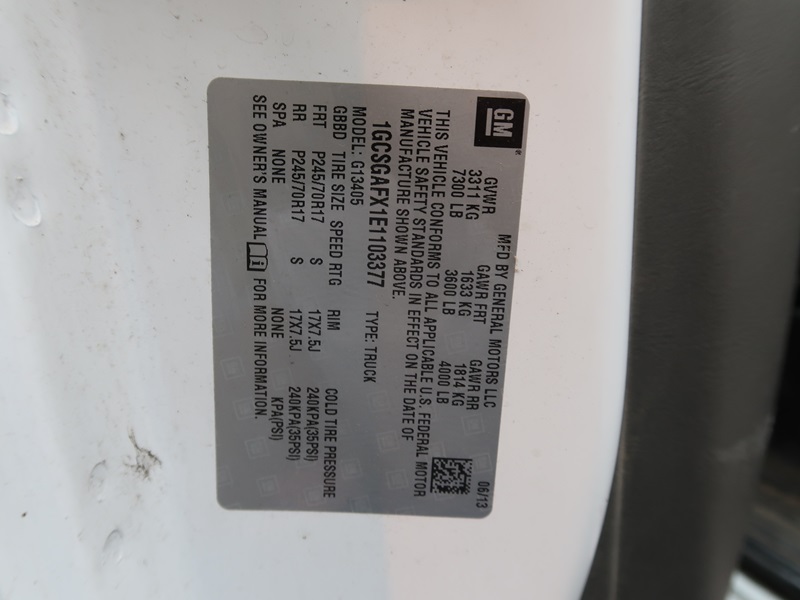 GM®
MFD BY GENERAL MOTORS LLC 06/13
GVWR GAWR FRT GAWR RR
3311 KG 1633 KG 1814 KG
7300 LB 3600 LB 4000 LB
THIS VEHICLE CONFORMS TO ALL APPLICABLE U.S. FEDERAL MOTOR
VEHICLE SAFETY STANDARDS IN EFFECT ON THE DATE OF
MANUFACTURE SHOWN ABOVE.
1GCSGAFX1E1103377 TYPE: TRUCK
MODEL: G13405
GBBD TIRE SIZE SPEED RTG RIM COLD TIRE PRESSURE
FRT P245/70R17 S 17X7.5J 240KPA(35PSI)
RR P245/70R17 S 17X7.5J 240KPA(35PSI)
SPA NONE NONE KPA(PSI)
SEE OWNER'S MANUAL FOR MORE INFORMATION.